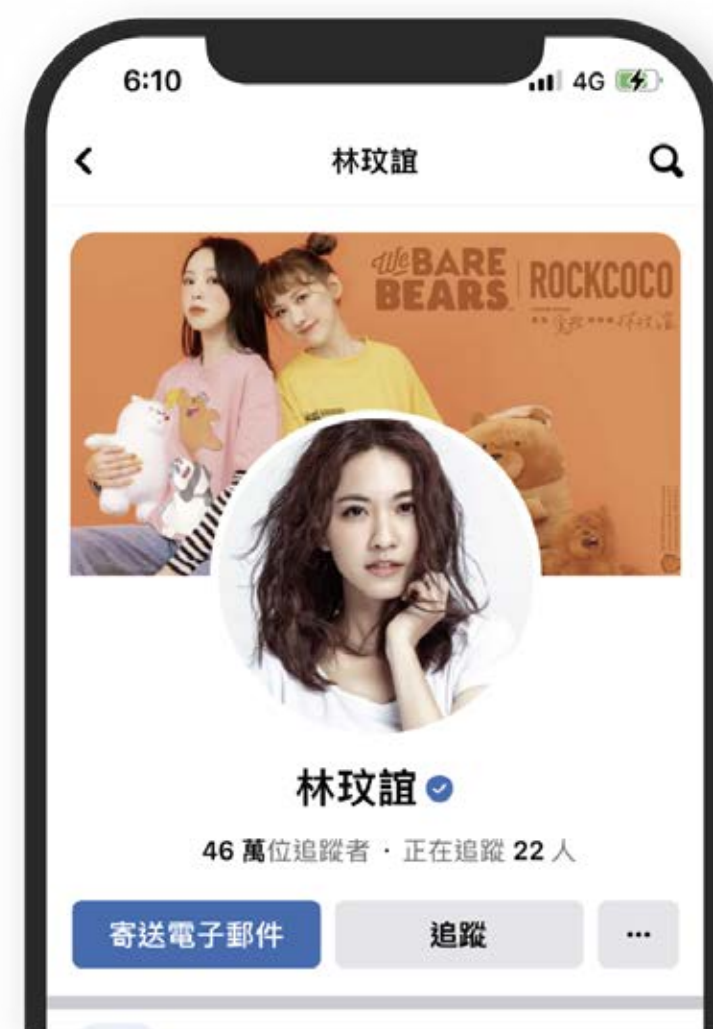 6:10
4G
林玟誼
We BARE
BEARS
ROCKCOCO
林玟誼
46 萬位追蹤者 · 正在追蹤 22 人
寄送電子郵件
追蹤
...